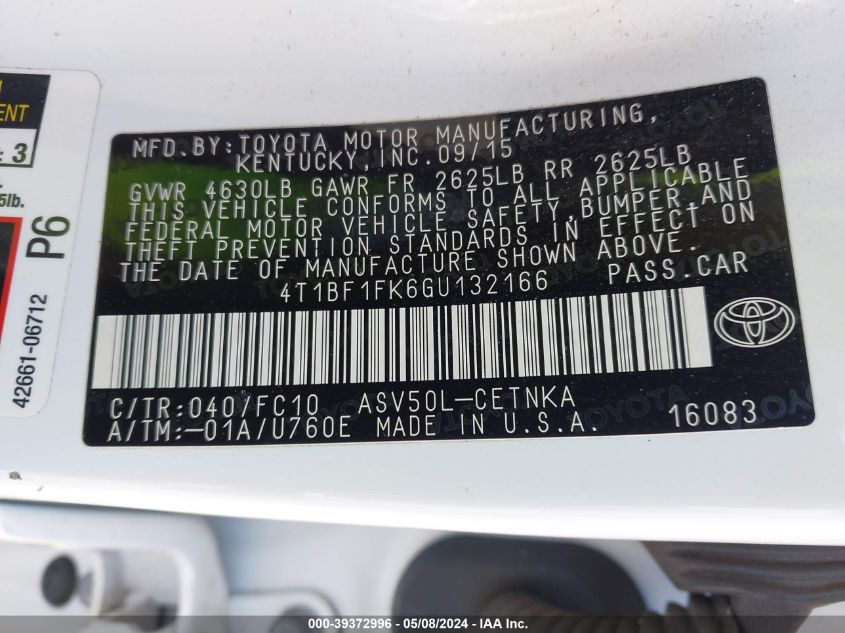 ENT
: 3
5lb.
P6
42661-06712
MFD. BY: TOYOTA MOTOR MANUFACTURING,
KENTUCKY, INC. 09/15
GVWR 4630LB GAWR FR 2625LB RR 2625LB
THIS VEHICLE CONFORMS TO ALL APPLICABLE
FEDERAL MOTOR VEHICLE SAFETY, BUMPER, AND
THEFT PREVENTION STANDARDS IN EFFECT ON
THE DATE OF MANUFACTURE SHOWN ABOVE.
4T1BF1FK6GU132166 PASS. CAR
C/TR:040/FC10 ASV50L-CETNKA
A/TM:-01A/U760E MADE IN U.S.A. 16083
000-39372996 - 05/08/2024 - IAA Inc.